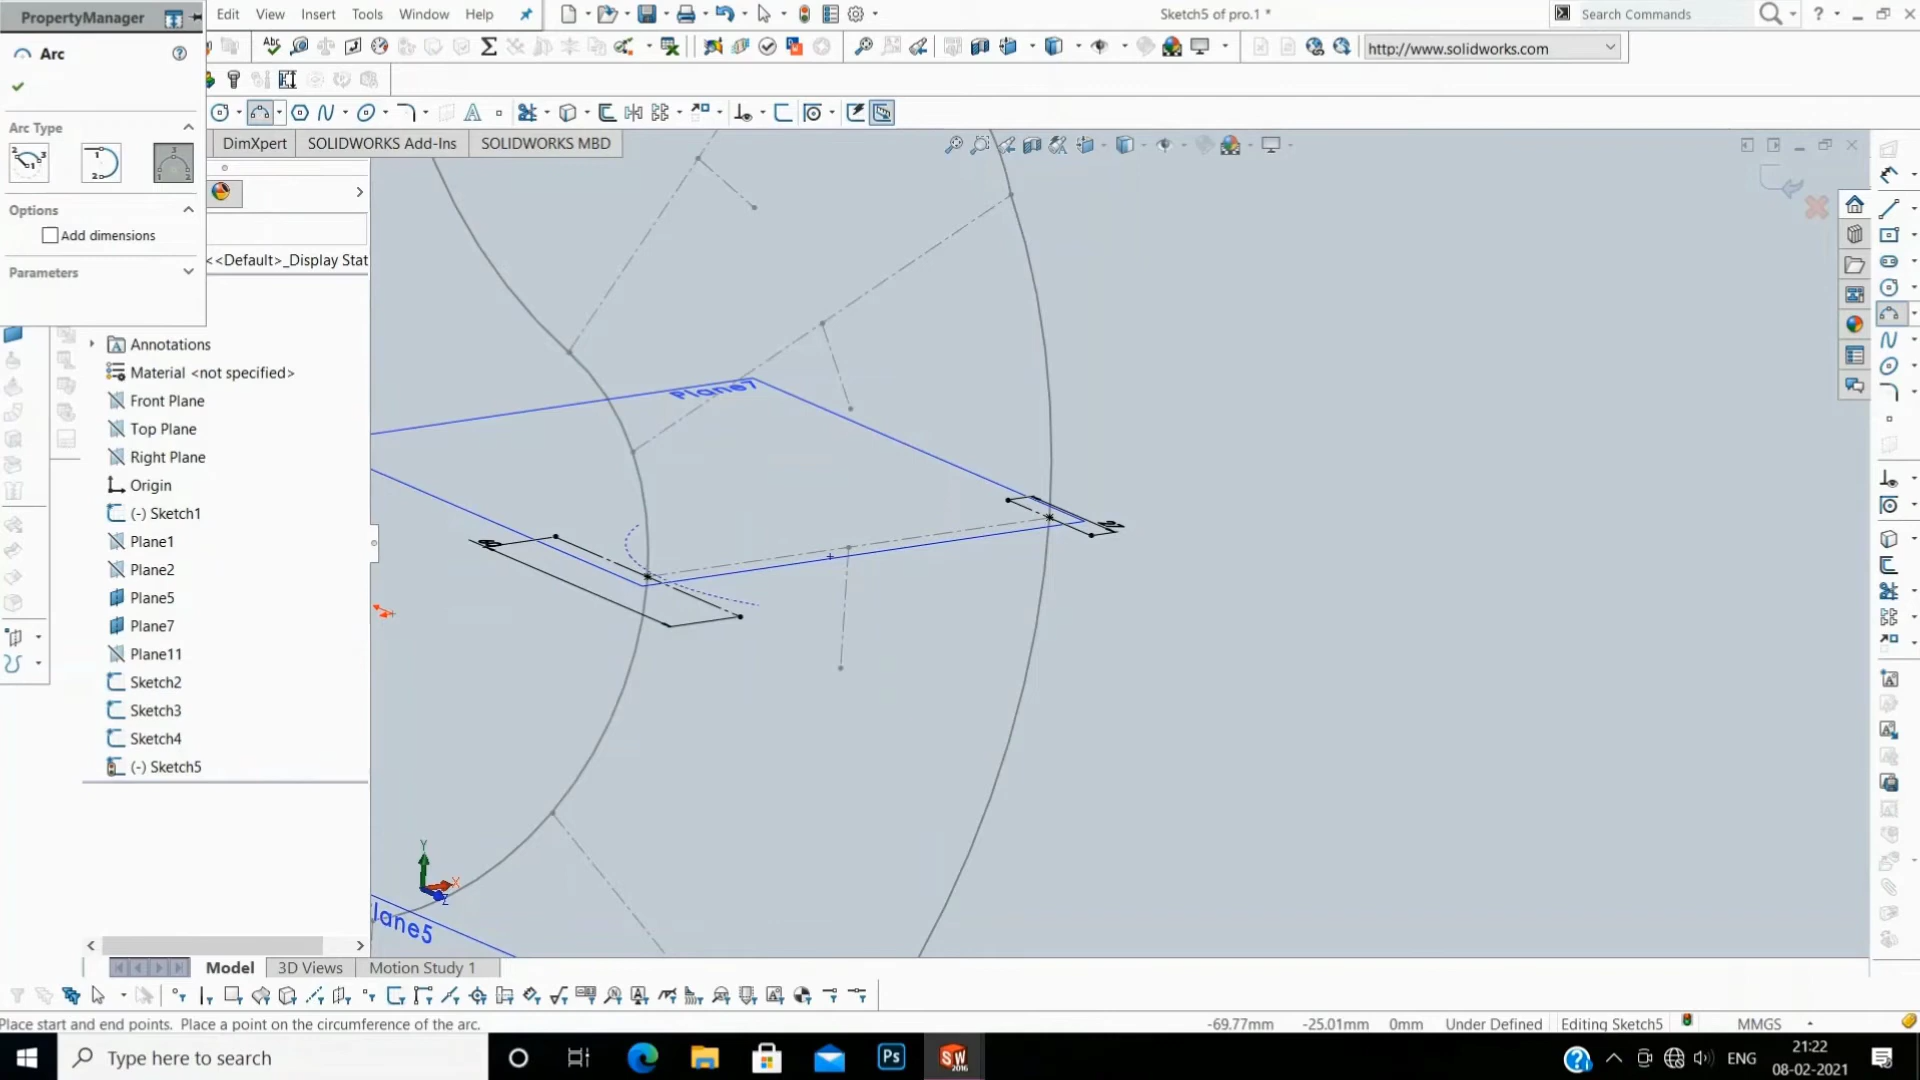 PropertyManager
Edit View Insert Tools Window Help
Sketch5 of pro.1 *
Search Commands
Arc
http://www.solidworks.com
Arc Type
DimXpert SOLIDWORKS Add-Ins SOLIDWORKS MBD
Options
Add dimensions
<<Default>_Display Stat
Parameters
Annotations
Material <not specified>
Front Plane
Top Plane
Right Plane
Origin
(-) Sketch1
Plane1
Plane2
Plane5
Plane7
Plane11
Sketch2
Sketch3
Sketch4
(-) Sketch5
Plane7
Y
X
Z
lane5
Model 3D Views Motion Study 1
Place start and end points. Place a point on the circumference of the arc.
-69.77mm -25.01mm 0mm Under Defined Editing Sketch5 MMGS
Type here to search
Ps
SW
2016
ENG
21:22
08-02-2021